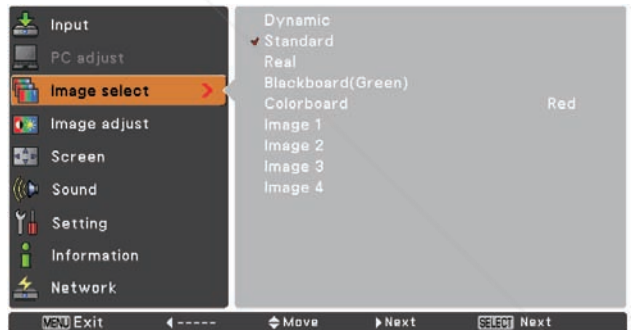 Input
PC adjust
Image select
Image adjust
Screen
Sound
Setting
Information
Network
Dynamic
Standard
Real
Blackboard(Green)
Colorboard Red
Image 1
Image 2
Image 3
Image 4
MENU Exit ----- Move Next SELECT Next